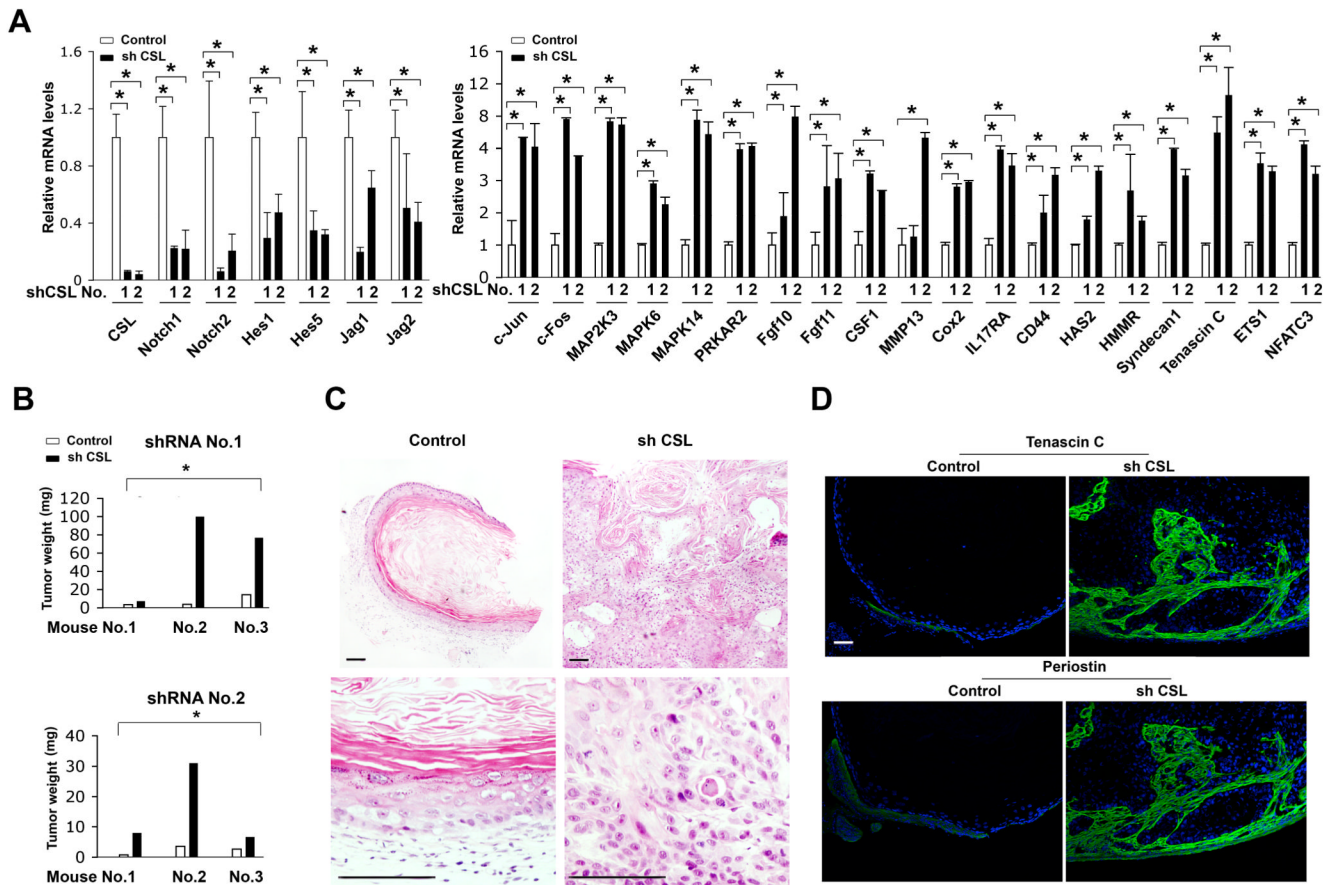 A
Control
sh CSL
Relative mRNA levels
1.6
1.2
1.0
0.8
0.4
0
* * * * * * * * * * * * * *
shCSL No. 1 2 1 2 1 2 1 2 1 2 1 2 1 2
CSL Notch1 Notch2 Hes1 Hes5 Jag1 Jag2
Control
sh CSL
Relative mRNA levels
16
12
8
4
3
2
1
0
* * * * * * * * * * * * * * * * * * * * * * * * * * * * * * * * * * * * *
shCSL No. 1 2 1 2 1 2 1 2 1 2 1 2 1 2 1 2 1 2 1 2 1 2 1 2 1 2 1 2 1 2 1 2 1 2 1 2 1 2
c-Jun c-Fos MAP2K3 MAPK6 MAPK14 PRKAR2 Fgf10 Fgf11 CSF1 MMP13 Cox2 IL17RA CD44 HAS2 HMMR Syndecan1 Tenascin C ETS1 NFATC3
B
Control
sh CSL
shRNA No.1
*
Tumor weight (mg)
120
100
80
60
40
20
0
Mouse No.1 No.2 No.3
shRNA No.2
*
Tumor weight (mg)
40
30
20
10
0
Mouse No.1 No.2 No.3
C
Control sh CSL
D
Tenascin C
Control sh CSL
Periostin
Control sh CSL